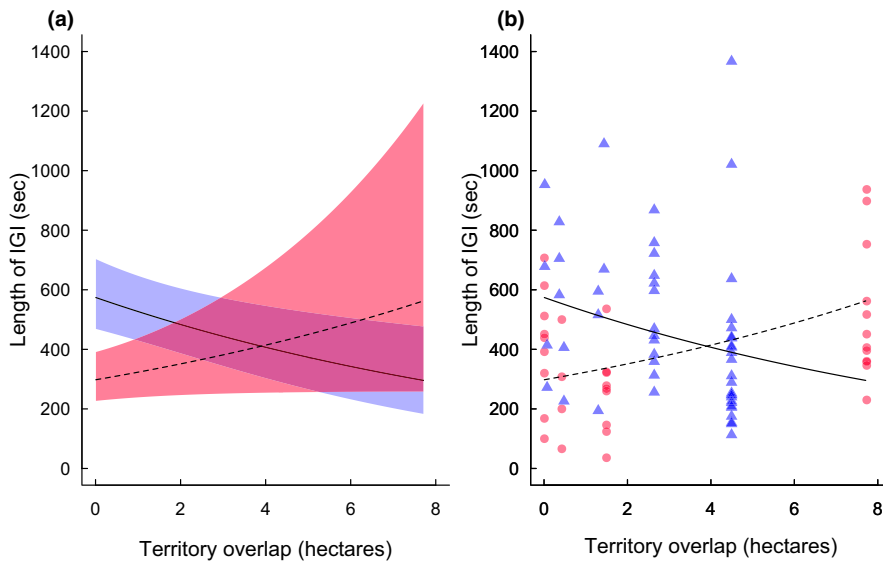 (a)
Length of IGI (sec)
1400
1200
1000
800
600
400
200
0
0 2 4 6 8
Territory overlap (hectares)
(b)
Length of IGI (sec)
1400
1200
1000
800
600
400
200
0
0 2 4 6 8
Territory overlap (hectares)